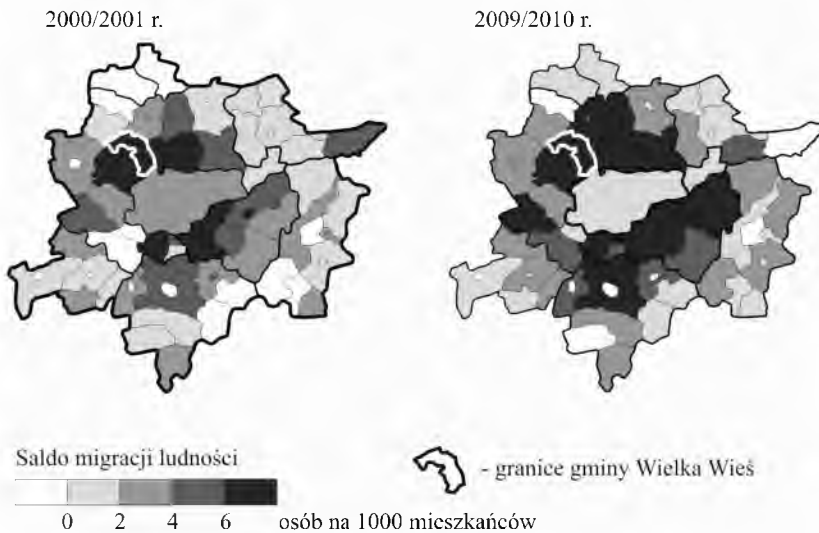 2000/2001 r.
2009/2010 r.
Saldo migracji ludności
0 2 4 6 osób na 1000 mieszkańców
- granice gminy Wielka Wieś